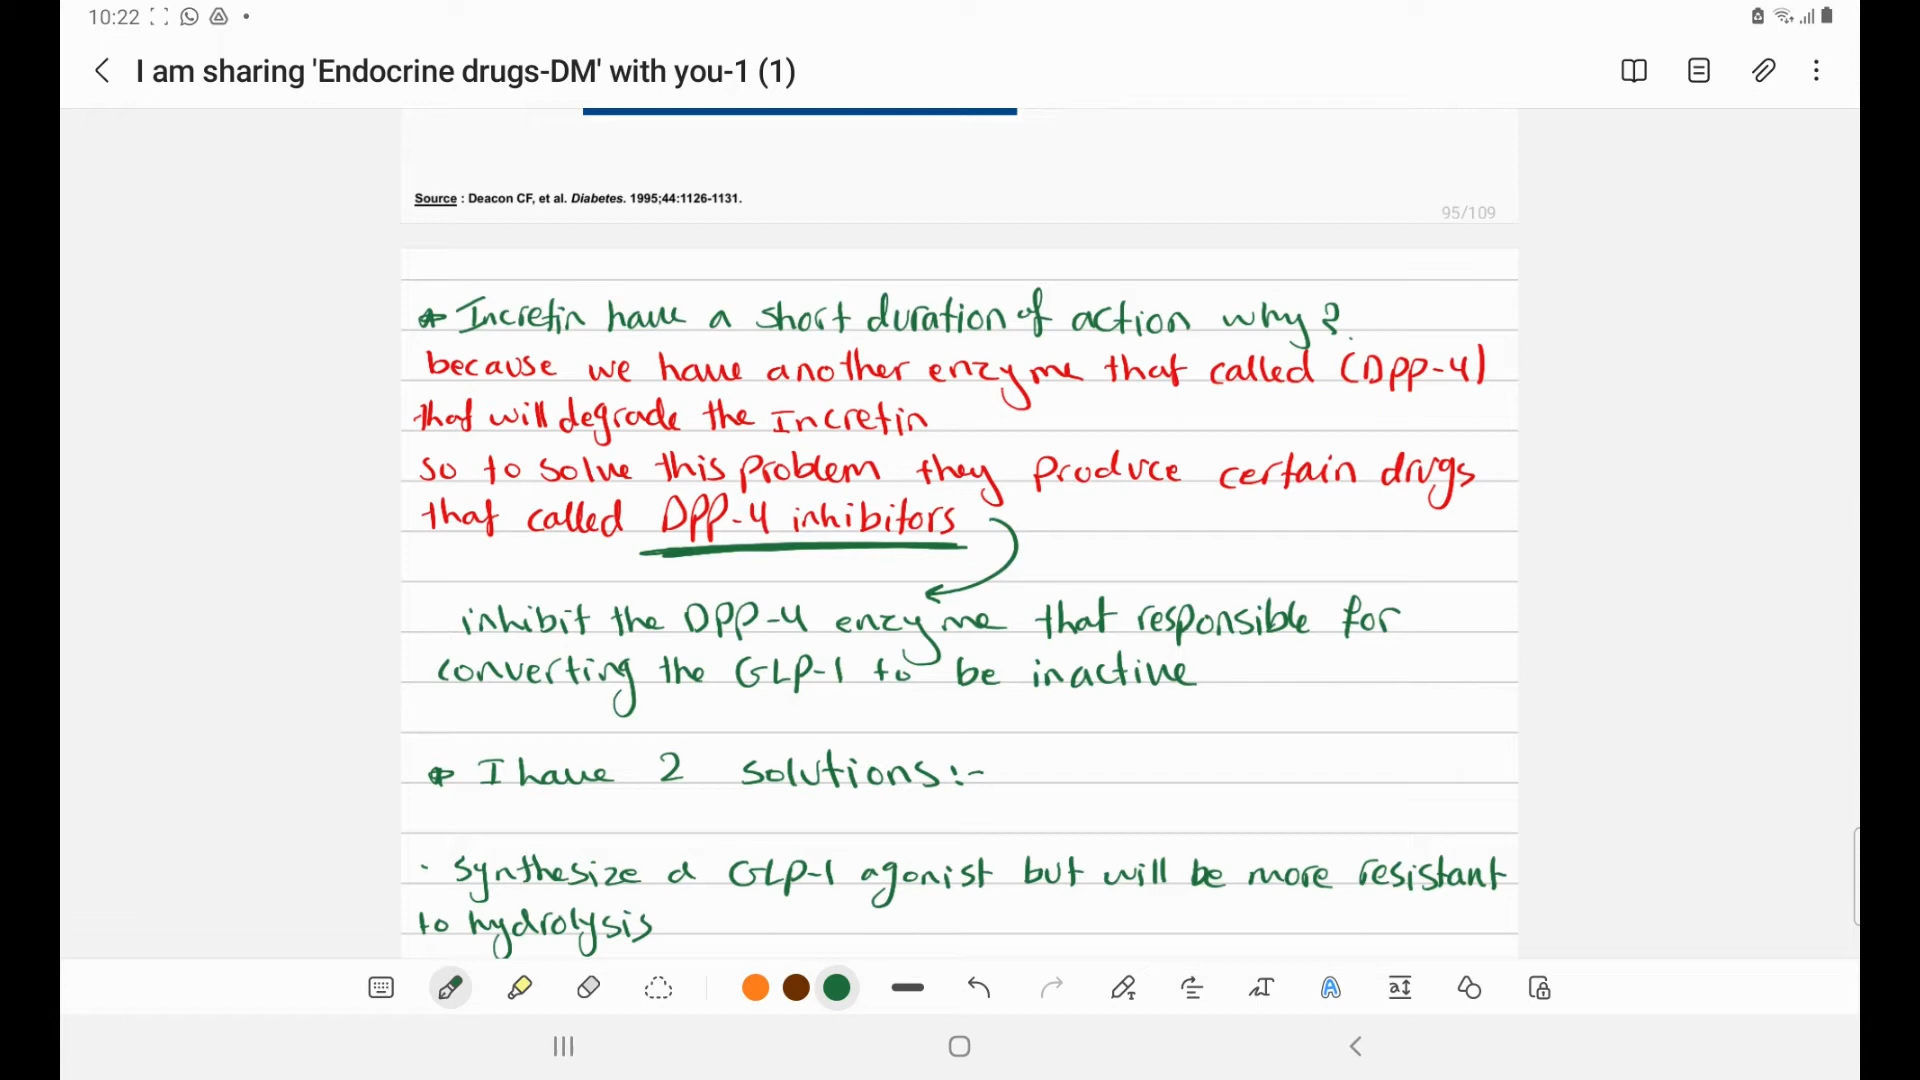 10:22
I am sharing 'Endocrine drugs-DM' with you-1 (1)
Source : Deacon CF, et al. Diabetes. 1995;44:1126-1131.
95/109
Incretin have a short duration of action why?
because we have another enzyme that called (DPP-4)
that will degrade the Incretin
so to solve this problem they produce certain drugs
that called DPP-4 inhibitors
inhibit the DPP-4 enzyme that responsible for
converting the GLP-1 to be inactive
I have 2 solutions:-
· synthesize a GLP-1 agonist but will be more resistant
to hydrolysis